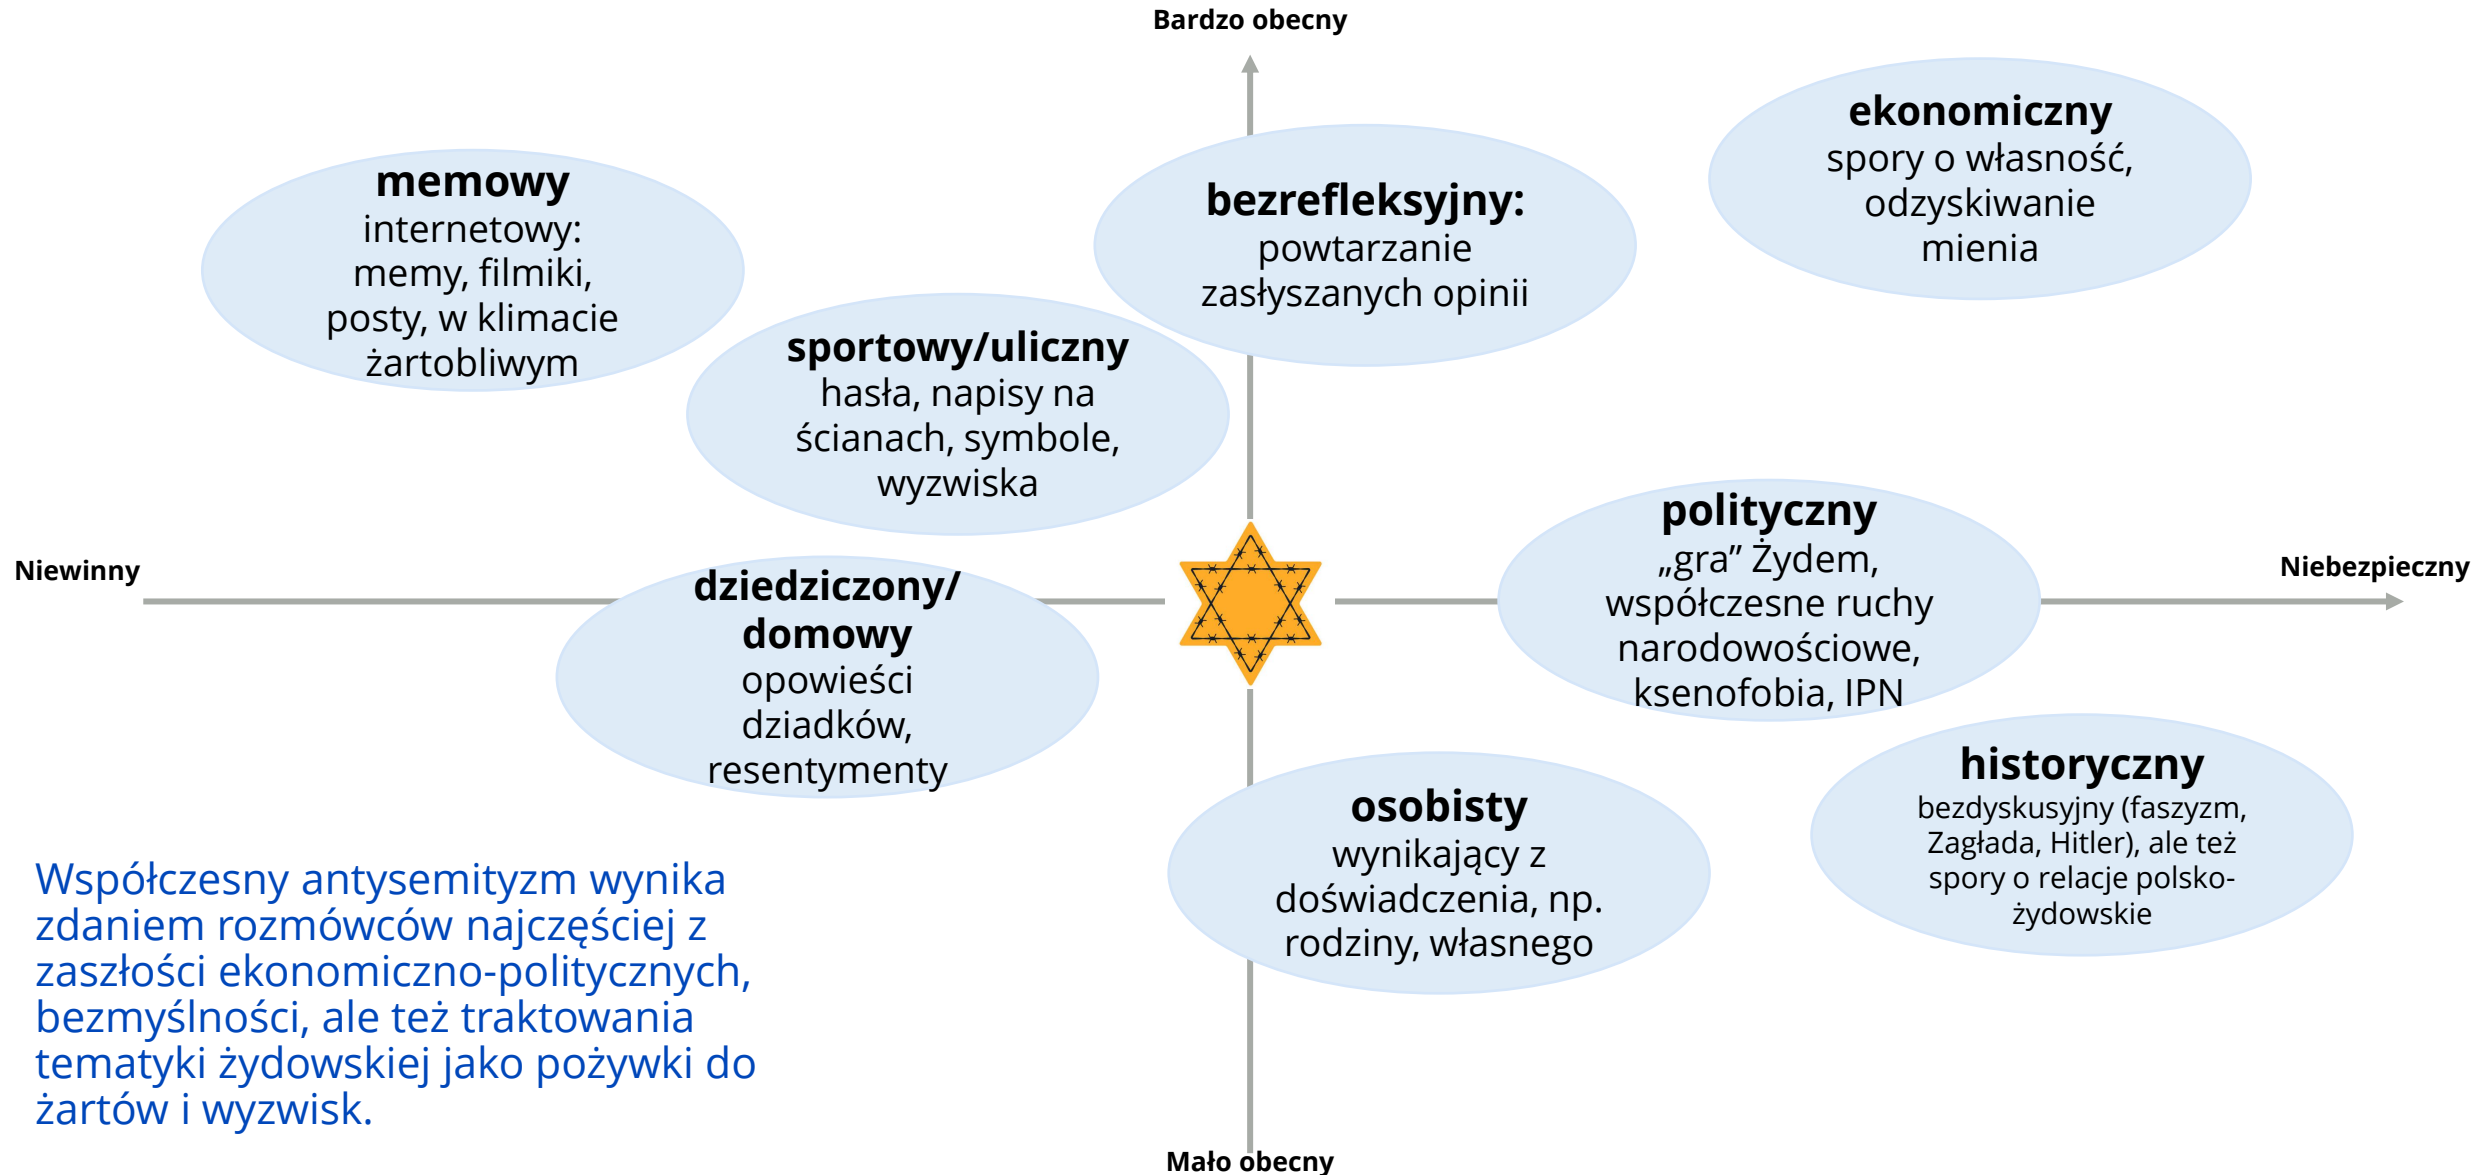 Bardzo obecny
ekonomiczny
spory o własność,
odzyskiwanie
mienia
memowy
internetowy:
memy, filmiki,
posty, w klimacie
żartobliwym
bezrefleksyjny:
powtarzanie
zasłyszanych opinii
sportowy/uliczny
hasła, napisy na
ścianach, symbole,
wyzwiska
Niewinny
Niebezpieczny
polityczny
„gra” Żydem,
współczesne ruchy
narodowościowe,
ksenofobia, IPN
dziedziczony/
domowy
opowieści
dziadków,
resentymenty
osobisty
wynikający z
doświadczenia, np.
rodziny, własnego
historyczny
bezdyskusyjny (faszyzm,
Zagłada, Hitler), ale też
spory o relacje polsko-
żydowskie
Współczesny antysemityzm wynika
zdaniem rozmówców najczęściej z
zaszłości ekonomiczno-politycznych,
bezmyślności, ale też traktowania
tematyki żydowskiej jako pożywki do
żartów i wyzwisk.
Mało obecny